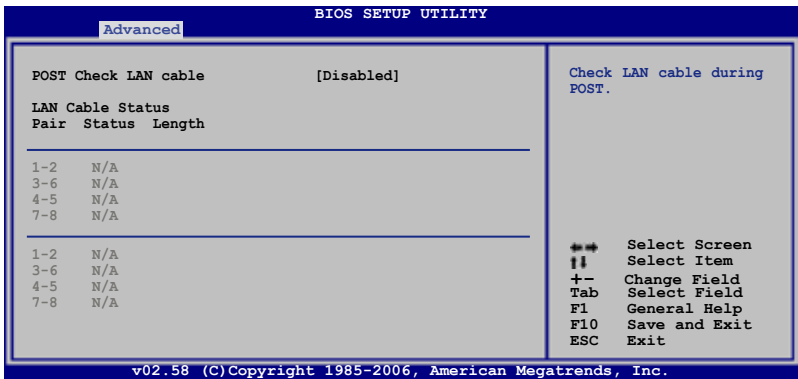 BIOS SETUP UTILITY
Advanced
POST Check LAN cable [Disabled]
LAN Cable Status
Pair Status Length
1-2 N/A
3-6 N/A
4-5 N/A
7-8 N/A
1-2 N/A
3-6 N/A
4-5 N/A
7-8 N/A
Check LAN cable during
POST.
←→ Select Screen
↑↓ Select Item
+- Change Field
Tab Select Field
F1 General Help
F10 Save and Exit
ESC Exit
v02.58 (C)Copyright 1985-2006, American Megatrends, Inc.